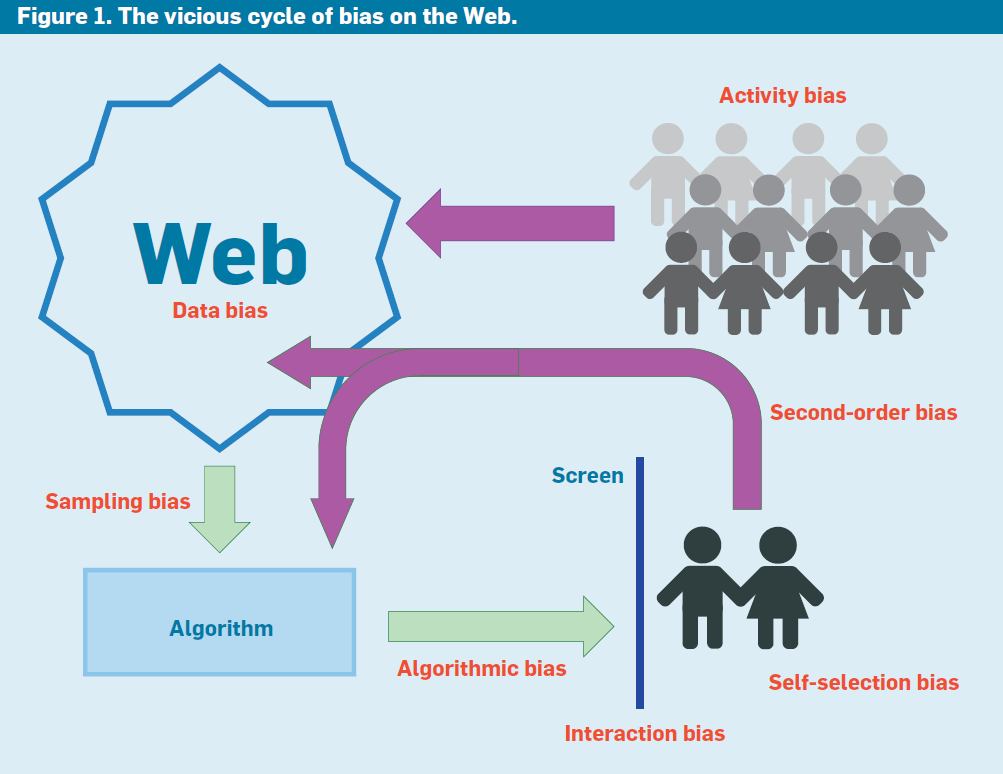 Figure 1. The vicious cycle of bias on the Web.
Activity bias
Web
Data bias
Second-order bias
Screen
Sampling bias
Algorithm
Algorithmic bias
Self-selection bias
Interaction bias